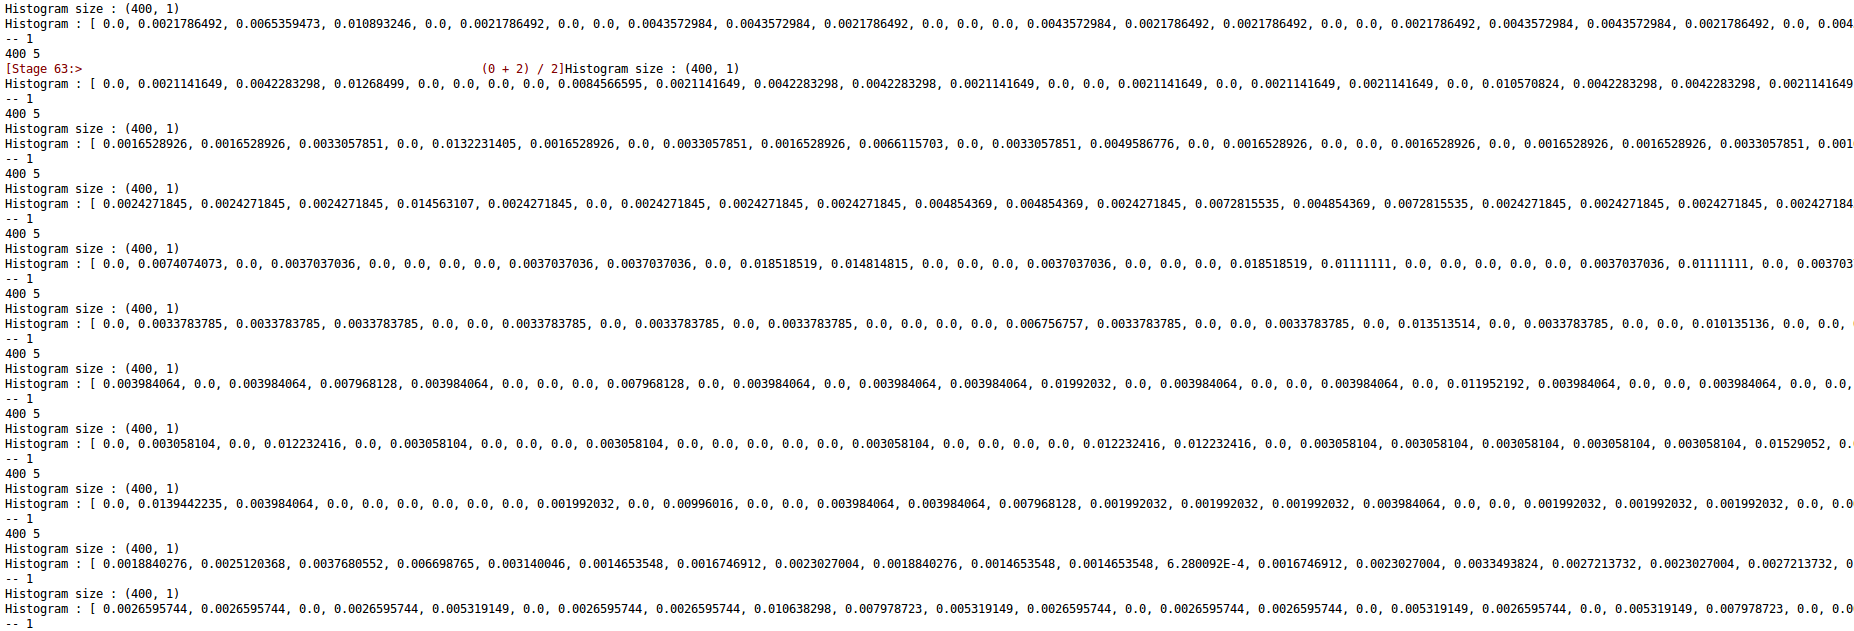 Histogram size : (400, 1)
Histogram : [ 0.0, 0.0021786492, 0.0065359473, 0.010893246, 0.0, 0.0021786492, 0.0, 0.0, 0.0043572984, 0.0043572984, 0.0021786492, 0.0, 0.0, 0.0, 0.0043572984, 0.0021786492, 0.0021786492, 0.0, 0.0, 0.0021786492, 0.0043572984, 0.0043572984, 0.0021786492, 0.0, 0.004
-- 1
400 5
[Stage 63:> (0 + 2) / 2]Histogram size : (400, 1)
Histogram : [ 0.0, 0.0021141649, 0.0042283298, 0.01268499, 0.0, 0.0, 0.0, 0.0, 0.0084566595, 0.0021141649, 0.0042283298, 0.0042283298, 0.0021141649, 0.0, 0.0, 0.0021141649, 0.0, 0.0021141649, 0.0021141649, 0.0, 0.010570824, 0.0042283298, 0.0042283298, 0.0021141649
-- 1
400 5
Histogram size : (400, 1)
Histogram : [ 0.0016528926, 0.0016528926, 0.0033057851, 0.0, 0.0132231405, 0.0016528926, 0.0, 0.0033057851, 0.0016528926, 0.0066115703, 0.0, 0.0033057851, 0.0049586776, 0.0, 0.0016528926, 0.0, 0.0, 0.0016528926, 0.0, 0.0016528926, 0.0016528926, 0.0033057851, 0.001
-- 1
400 5
Histogram size : (400, 1)
Histogram : [ 0.0024271845, 0.0024271845, 0.0024271845, 0.014563107, 0.0024271845, 0.0, 0.0024271845, 0.0024271845, 0.0024271845, 0.004854369, 0.004854369, 0.0024271845, 0.0072815535, 0.004854369, 0.0072815535, 0.0024271845, 0.0024271845, 0.0024271845, 0.002427184
-- 1
400 5
Histogram size : (400, 1)
Histogram : [ 0.0, 0.0074074073, 0.0, 0.0037037036, 0.0, 0.0, 0.0, 0.0, 0.0037037036, 0.0037037036, 0.0, 0.018518519, 0.014814815, 0.0, 0.0, 0.0, 0.0037037036, 0.0, 0.0, 0.0, 0.018518519, 0.01111111, 0.0, 0.0, 0.0, 0.0, 0.0, 0.0037037036, 0.01111111, 0.0, 0.003703
-- 1
400 5
Histogram size : (400, 1)
Histogram : [ 0.0, 0.0033783785, 0.0033783785, 0.0033783785, 0.0, 0.0, 0.0033783785, 0.0, 0.0033783785, 0.0, 0.0033783785, 0.0, 0.0, 0.0, 0.0, 0.006756757, 0.0033783785, 0.0, 0.0, 0.0033783785, 0.0, 0.013513514, 0.0, 0.0033783785, 0.0, 0.0, 0.010135136, 0.0, 0.0,
-- 1
400 5
Histogram size : (400, 1)
Histogram : [ 0.003984064, 0.0, 0.003984064, 0.007968128, 0.003984064, 0.0, 0.0, 0.0, 0.007968128, 0.0, 0.003984064, 0.0, 0.003984064, 0.003984064, 0.01992032, 0.0, 0.003984064, 0.0, 0.0, 0.003984064, 0.0, 0.011952192, 0.003984064, 0.0, 0.0, 0.003984064, 0.0, 0.0,
-- 1
400 5
Histogram size : (400, 1)
Histogram : [ 0.0, 0.003058104, 0.0, 0.012232416, 0.0, 0.003058104, 0.0, 0.0, 0.0, 0.003058104, 0.0, 0.0, 0.0, 0.0, 0.0, 0.003058104, 0.0, 0.0, 0.0, 0.0, 0.0, 0.012232416, 0.012232416, 0.0, 0.003058104, 0.003058104, 0.003058104, 0.003058104, 0.003058104, 0.01529052, 0.
-- 1
400 5
Histogram size : (400, 1)
Histogram : [ 0.0, 0.0139442235, 0.003984064, 0.0, 0.0, 0.0, 0.0, 0.0, 0.0, 0.001992032, 0.0, 0.00996016, 0.0, 0.0, 0.003984064, 0.003984064, 0.007968128, 0.001992032, 0.001992032, 0.001992032, 0.003984064, 0.0, 0.0, 0.001992032, 0.001992032, 0.001992032, 0.0, 0.0
-- 1
400 5
Histogram size : (400, 1)
Histogram : [ 0.0018840276, 0.0025120368, 0.0037680552, 0.006698765, 0.003140046, 0.0014653548, 0.0016746912, 0.0023027004, 0.0018840276, 0.0014653548, 0.0014653548, 6.280092E-4, 0.0016746912, 0.0023027004, 0.0033493824, 0.0027213732, 0.0023027004, 0.0027213732, 0
-- 1
Histogram size : (400, 1)
Histogram : [ 0.0026595744, 0.0026595744, 0.0, 0.0026595744, 0.005319149, 0.0, 0.0026595744, 0.0026595744, 0.010638298, 0.007978723, 0.005319149, 0.0026595744, 0.0, 0.0026595744, 0.0026595744, 0.0, 0.005319149, 0.0026595744, 0.0, 0.005319149, 0.007978723, 0.0, 0.0
-- 1